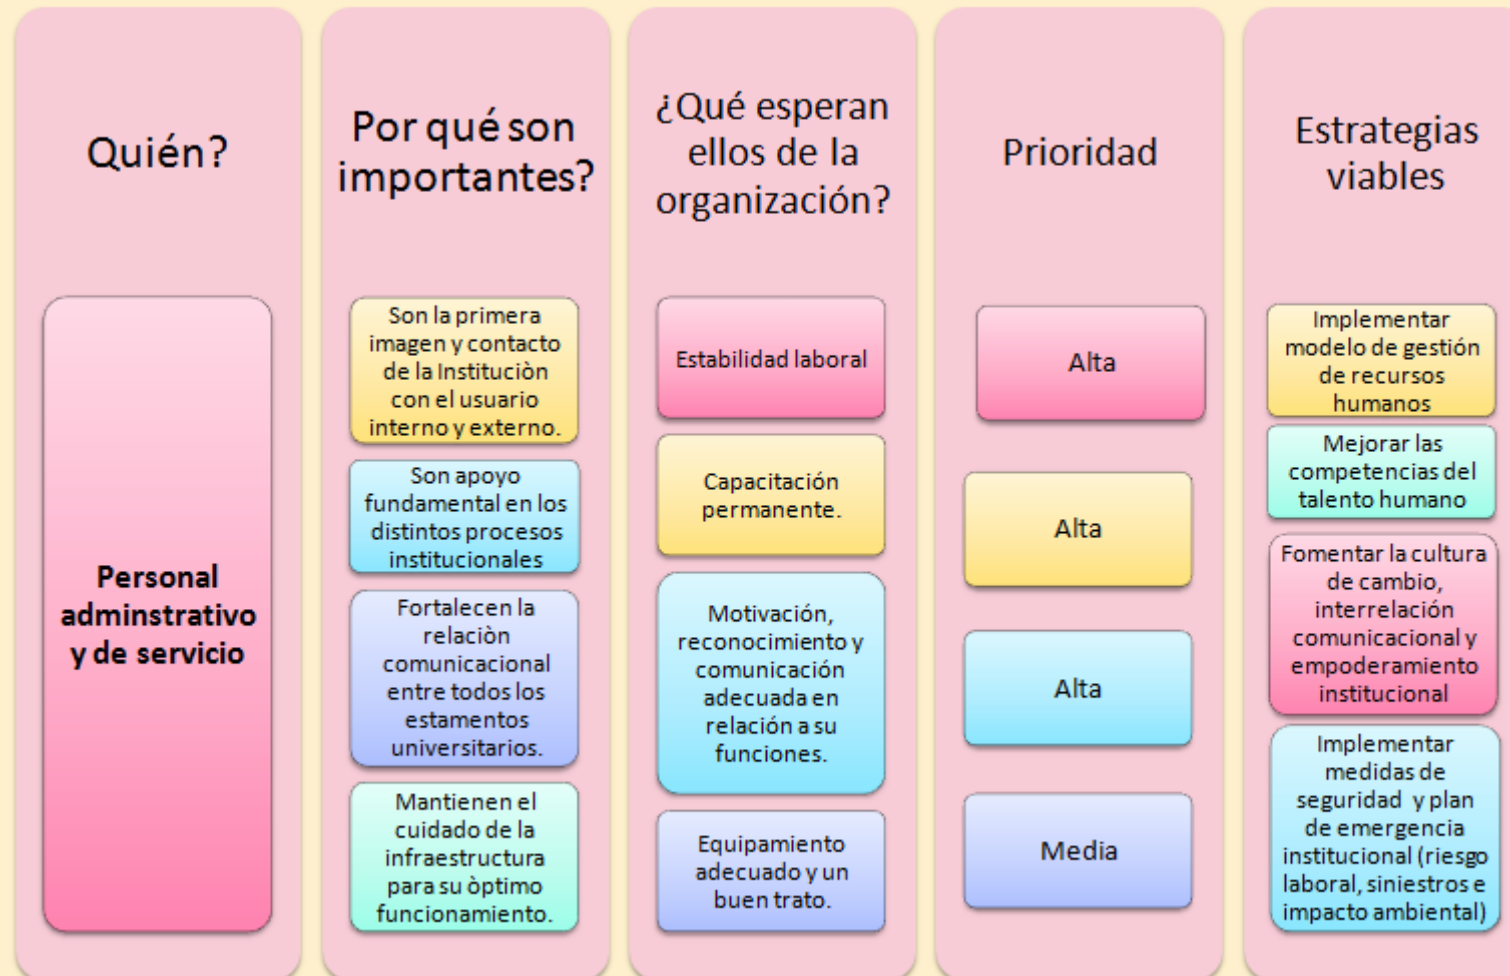 Quién?
Personal
adminstrativo
y de servicio
Por qué son
importantes?
Son la primera
imagen y contacto
de la Instituciòn
con el usuario
interno y externo.
Son apoyo
fundamental en los
distintos procesos
institucionales
Fortalecen la
relaciòn
comunicacional
entre todos los
estamentos
universitarios.
Mantienen el
cuidado de la
infraestructura
para su òptimo
funcionamiento.
¿Qué esperan
ellos de la
organización?
Estabilidad laboral
Capacitación
permanente.
Motivación,
reconocimiento y
comunicación
adecuada en
relación a su
funciones.
Equipamiento
adecuado y un
buen trato.
Prioridad
Alta
Alta
Alta
Media
Estrategias
viables
Implementar
modelo de gestión
de recursos
humanos
Mejorar las
competencias del
talento humano
Fomentar la cultura
de cambio,
interrelación
comunicacional y
empoderamiento
institucional
Implementar
medidas de
seguridad y plan
de emergencia
institucional (riesgo
laboral, siniestros e
impacto ambiental)